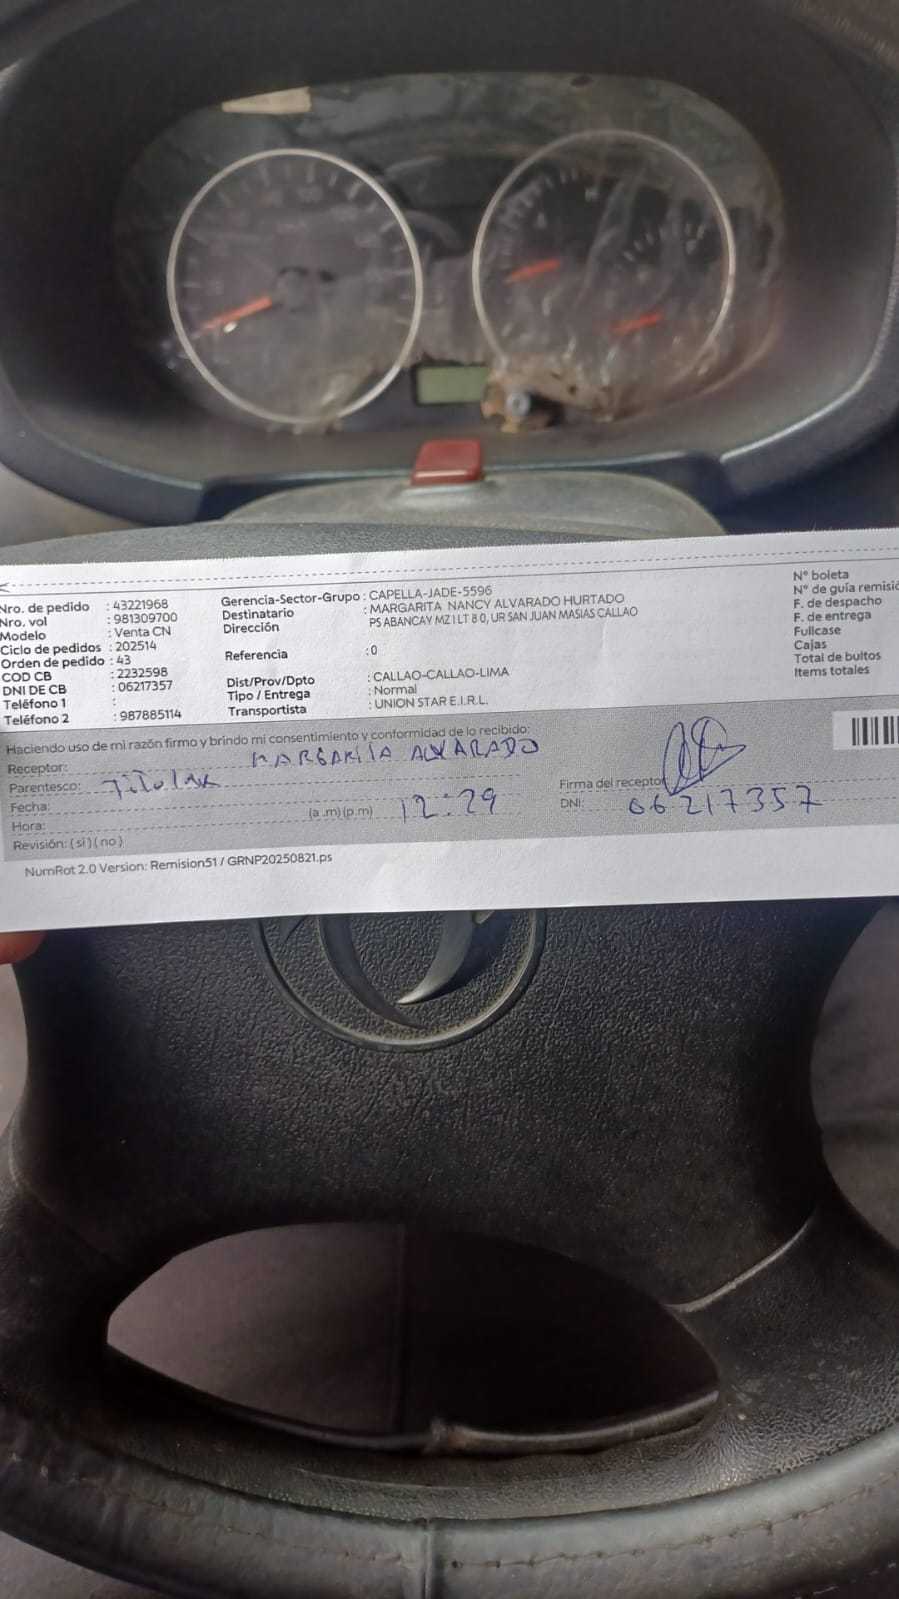 Nro. de pedido : 43221968
Nro. vol : 981309700
Modelo : Venta CN
Ciclo de pedidos : 202514
Orden de pedido : 43
COD CB : 2232598
DNI DE CB : 06217357
Teléfono 1 :
Teléfono 2 : 987885114
Gerencia-Sector-Grupo : CAPELLA-JADE-5596
Destinatario : MARGARITA NANCY ALVARADO HURTADO
Dirección PS ABANCAY MZ I LT 8 0, UR SAN JUAN MASIAS CALLAO
Referencia : 0
Dist/Prov/Dpto : CALLAO-CALLAO-LIMA
Tipo / Entrega : Normal
Transportista : UNION STAR E.I.R.L.
N° boleta
N° de guía remisió
F. de despacho
F. de entrega
Fullcase
Cajas
Total de bultos
Items totales
Haciendo uso de mi razón firmo y brindo mi consentimiento y conformidad de lo recibido:
Receptor: MARGARITA ALVARADO
Parentesco: Titular
Fecha:
Hora: (a.m) (p.m) 12:29
Revisión: ( si ) ( no )
Firma del receptor
DNI: 06217357
NumRot 2.0 Version: Remision51 / GRNP20250821.ps